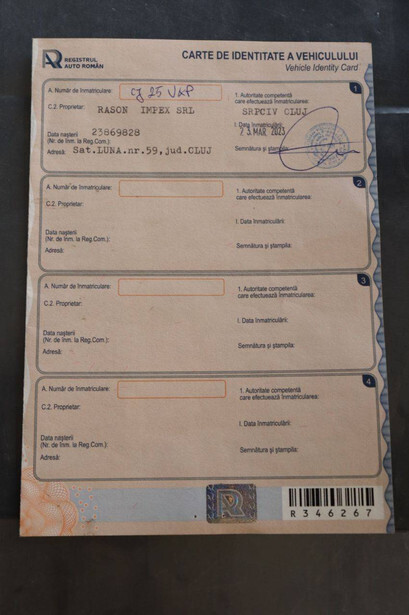 REGISTRUL AUTO ROMÂN
CARTE DE IDENTITATE A VEHICULULUI
Vehicle Identity Card
1
A. Număr de înmatriculare: CJ 25 VKP
C.2. Proprietar: RASON IMPEX SRL
Data nașterii 23869828
(Nr. de înm. la Reg.Com.):
Adresă: Sat.LUNA.nr.59,jud.CLUJ
1. Autoritate competentă
care efectuează înmatricularea:
SRPCIV CLUJ
I. Data înmatriculării:
23.MAR.2023
Semnătura și ștampila:
2
A. Număr de înmatriculare:
C.2. Proprietar:
Data nașterii
(Nr. de înm. la Reg.Com.):
Adresă:
1. Autoritate competentă
care efectuează înmatricularea:
I. Data înmatriculării:
Semnătura și ștampila:
3
A. Număr de înmatriculare:
C.2. Proprietar:
Data nașterii
(Nr. de înm. la Reg.Com.):
Adresă:
1. Autoritate competentă
care efectuează înmatricularea:
I. Data înmatriculării:
Semnătura și ștampila:
4
A. Număr de înmatriculare:
C.2. Proprietar:
Data nașterii
(Nr. de înm. la Reg.Com.):
Adresă:
1. Autoritate competentă
care efectuează înmatricularea:
I. Data înmatriculării:
Semnătura și ștampila:
R346267